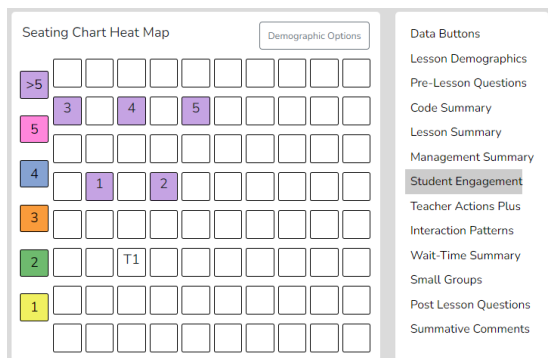 Seating Chart Heat Map
Demographic Options
>5
5
4
3
2
1
3 4 5
1 2
T1
Data Buttons
Lesson Demographics
Pre-Lesson Questions
Code Summary
Lesson Summary
Management Summary
Student Engagement
Teacher Actions Plus
Interaction Patterns
Wait-Time Summary
Small Groups
Post Lesson Questions
Summative Comments